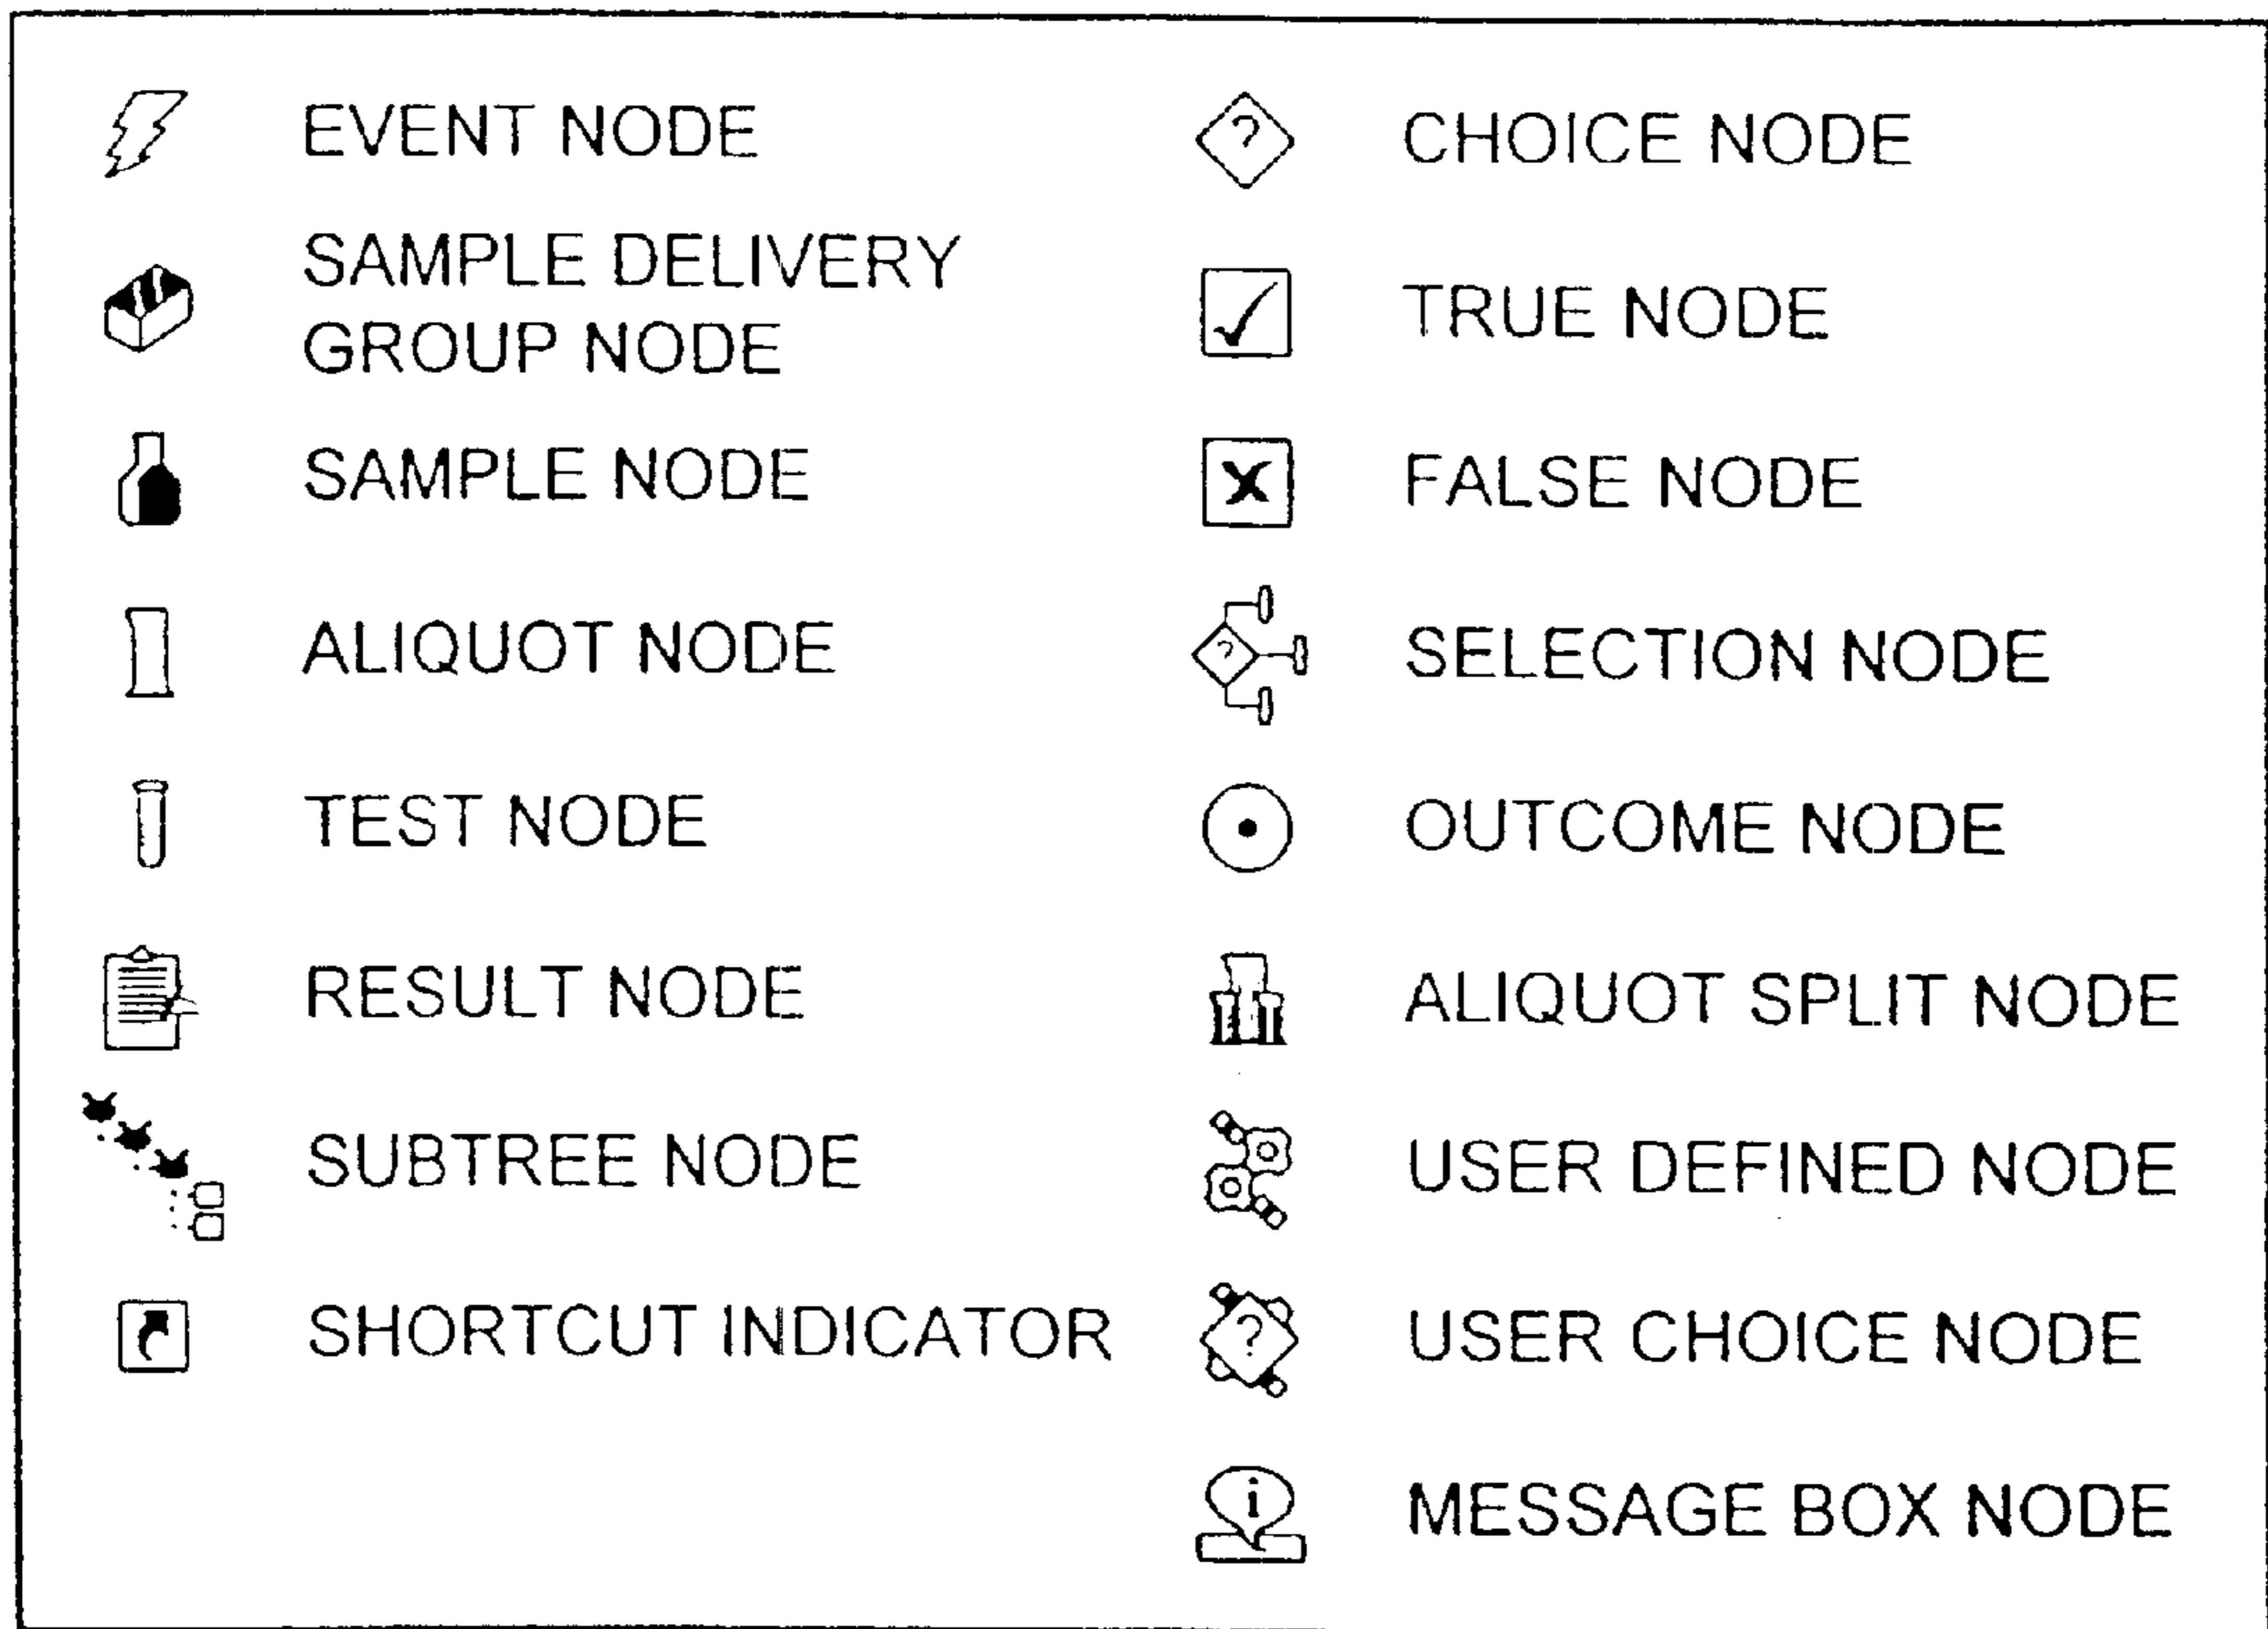 EVENT NODE
SAMPLE DELIVERY
GROUP NODE
SAMPLE NODE
ALIQUOT NODE
TEST NODE
RESULT NODE
SUBTREE NODE
SHORTCUT INDICATOR
?
CHOICE NODE
TRUE NODE
X
FALSE NODE
?
SELECTION NODE
OUTCOME NODE
ALIQUOT SPLIT NODE
USER DEFINED NODE
?
USER CHOICE NODE
i
MESSAGE BOX NODE